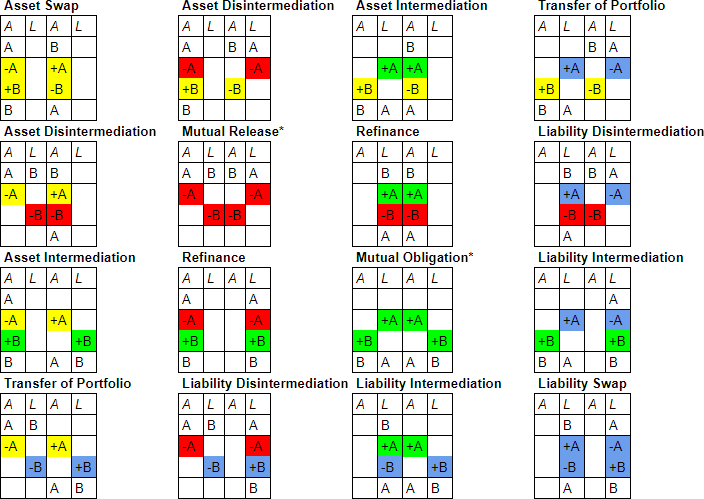 Asset Swap
A L A L
A B
-A +A
+B -B
B A
Asset Disintermediation
A L A L
A B A
-A -A
+B -B
B
Asset Intermediation
A L A L
B
+A +A
+B -B
B A A
Transfer of Portfolio
A L A L
B A
+A -A
+B -B
B A
Asset Disintermediation
A L A L
A B B
-A +A
-B -B
A
Mutual Release*
A L A L
A B B A
-A -A
-B -B
Refinance
A L A L
B B
+A +A
-B -B
A A
Liability Disintermediation
A L A L
B B A
+A -A
-B -B
A
Asset Intermediation
A L A L
A
-A +A
+B +B
B A B
Refinance
A L A L
A A
-A -A
+B +B
B B
Mutual Obligation*
A L A L
+A +A
+B +B
B A A B
Liability Intermediation
A L A L
A
+A -A
+B +B
B A B
Transfer of Portfolio
A L A L
A B
-A +A
-B +B
A B
Liability Disintermediation
A L A L
A B A
-A -A
-B +B
B
Liability Intermediation
A L A L
B
+A +A
-B +B
A A B
Liability Swap
A L A L
B A
+A -A
-B +B
A B